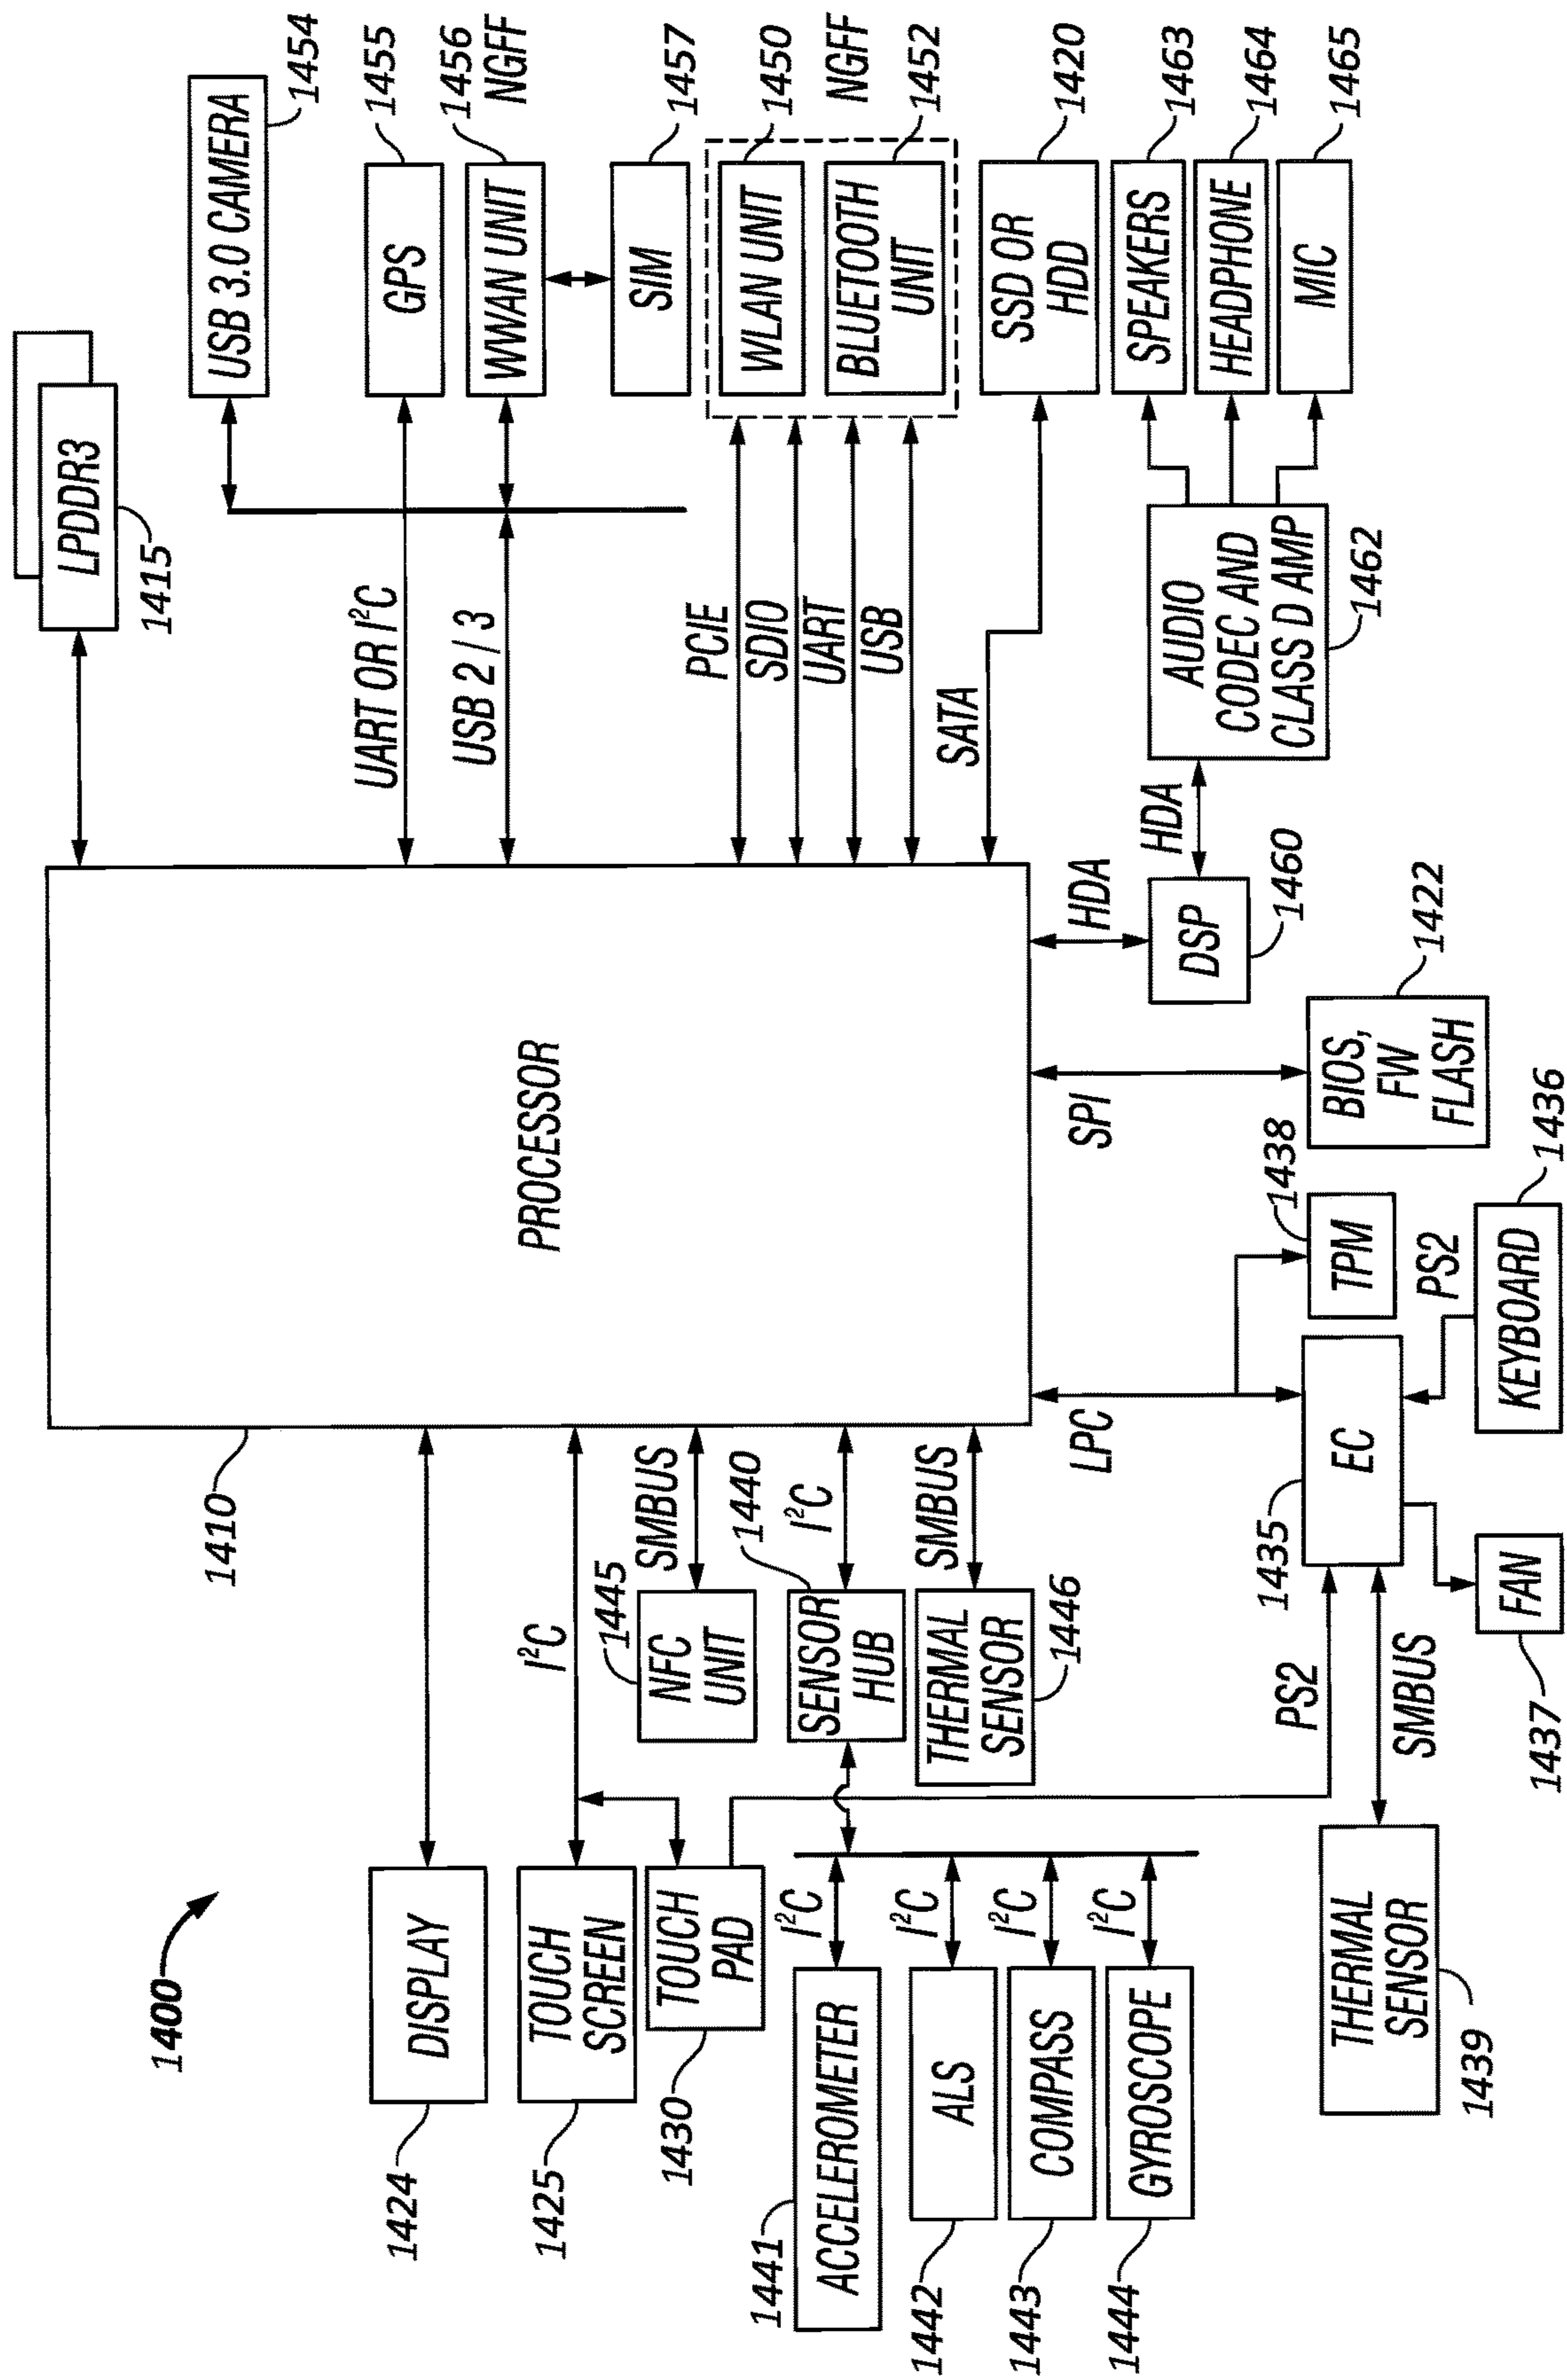 1400
DISPLAY
1424
TOUCH
SCREEN
1425
TOUCH
PAD
1430
I²C
1410
PROCESSOR
LPDDR3
1415
USB 3.0 CAMERA
1454
UART OR I²C
GPS
1455
USB 2 / 3
WWAN UNIT
1456
NGFF
SIM
1457
PCIE
SDIO
UART
USB
WLAN UNIT
1450
NGFF
BLUETOOTH
UNIT
1452
SATA
SSD OR
HDD
1420
SPEAKERS
1463
HEADPHONE
1464
MIC
1465
AUDIO
CODEC AND
CLASS D AMP
1462
HDA
HDA
DSP
1460
SMBUS
1445
NFC
UNIT
1440
I²C
SENSOR
HUB
SMBUS
THERMAL
SENSOR
1446
I²C
ACCELEROMETER
1441
I²C
ALS
1442
I²C
COMPASS
1443
I²C
GYROSCOPE
1444
LPC
SPI
BIOS,
FW
FLASH
1422
TPM
1438
PS2
KEYBOARD
1436
EC
1435
PS2
SMBUS
FAN
1437
THERMAL
SENSOR
1439